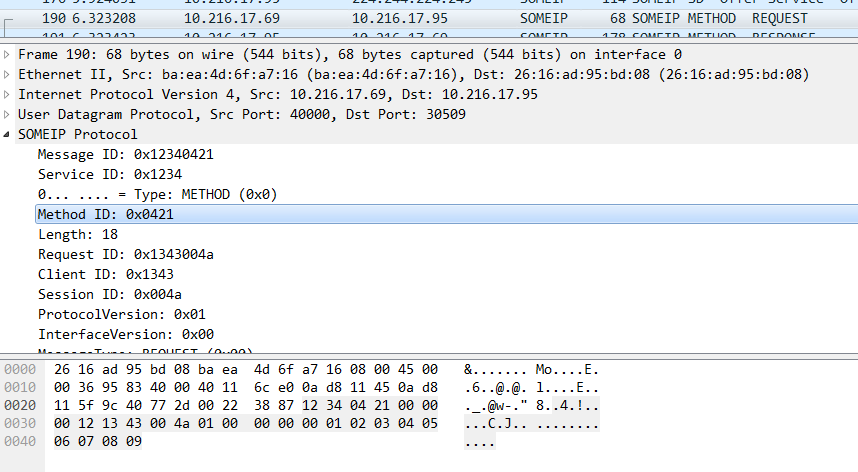 190 6.323208 10.216.17.69 10.216.17.95 SOMEIP 68 SOMEIP METHOD REQUEST
Frame 190: 68 bytes on wire (544 bits), 68 bytes captured (544 bits) on interface 0
Ethernet II, Src: ba:ea:4d:6f:a7:16 (ba:ea:4d:6f:a7:16), Dst: 26:16:ad:95:bd:08 (26:16:ad:95:bd:08)
Internet Protocol Version 4, Src: 10.216.17.69, Dst: 10.216.17.95
User Datagram Protocol, Src Port: 40000, Dst Port: 30509
SOMEIP Protocol
Message ID: 0x12340421
Service ID: 0x1234
0... .... = Type: METHOD (0x0)
Method ID: 0x0421
Length: 18
Request ID: 0x1343004a
Client ID: 0x1343
Session ID: 0x004a
ProtocolVersion: 0x01
InterfaceVersion: 0x00
MessageType: REQUEST (0x00)
0000 26 16 ad 95 bd 08 ba ea 4d 6f a7 16 08 00 45 00 &....... Mo....E.
0010 00 36 95 83 40 00 40 11 6c e0 0a d8 11 45 0a d8 .6..@.@. l....E..
0020 11 5f 9c 40 77 2d 00 22 38 87 12 34 04 21 00 00 ._.@w-." 8..4.!..
0030 00 12 13 43 00 4a 01 00 00 00 00 01 02 03 04 05 ...C.J.. ........
0040 06 07 08 09 ....